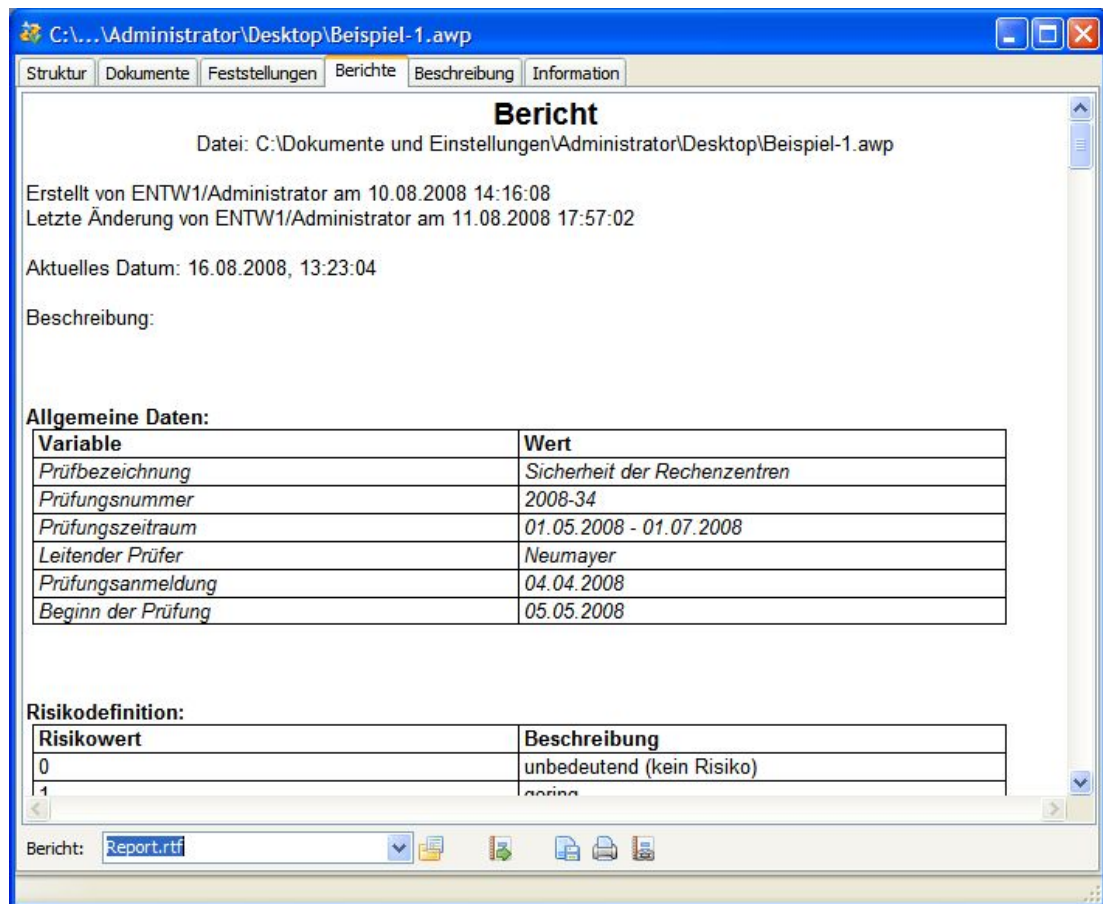 C:\...\Administrator\Desktop\Beispiel-1.awp
Struktur Dokumente Feststellungen Berichte Beschreibung Information
Bericht
Datei: C:\Dokumente und Einstellungen\Administrator\Desktop\Beispiel-1.awp
Erstellt von ENTW1/Administrator am 10.08.2008 14:16:08
Letzte Änderung von ENTW1/Administrator am 11.08.2008 17:57:02
Aktuelles Datum: 16.08.2008, 13:23:04
Beschreibung:
Allgemeine Daten:
Variable Wert
Prüfbezeichnung Sicherheit der Rechenzentren
Prüfungsnummer 2008-34
Prüfungszeitraum 01.05.2008 - 01.07.2008
Leitender Prüfer Neumayer
Prüfungsanmeldung 04.04.2008
Beginn der Prüfung 05.05.2008
Risikodefinition:
Risikowert Beschreibung
0 unbedeutend (kein Risiko)
1 gering
Bericht: Report.rtf